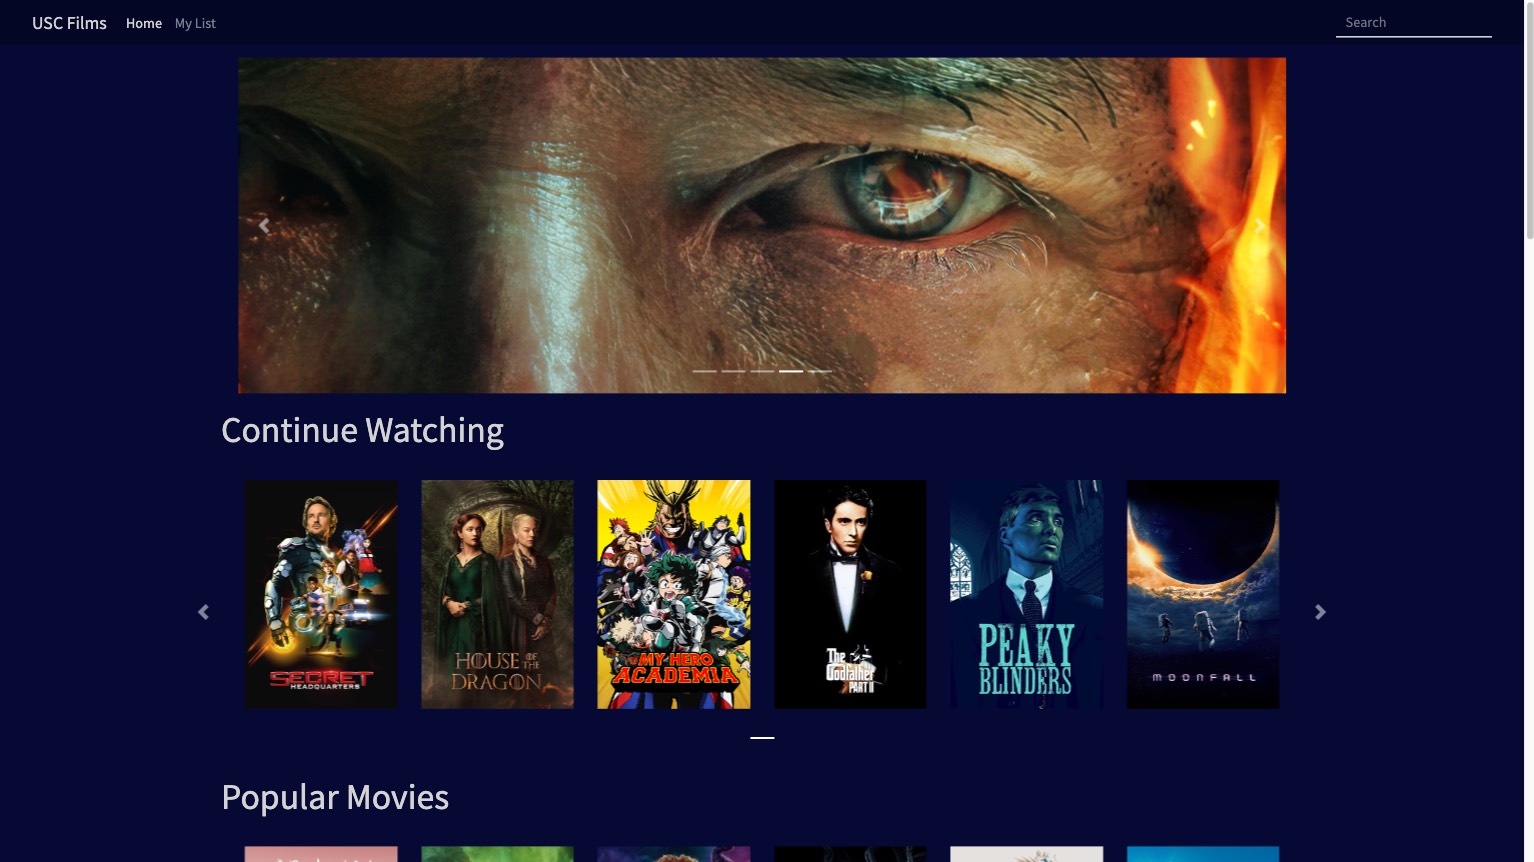 USC Films Home My List Search
Continue Watching
SECRET
HEADQUARTERS
HOUSE OF THE
DRAGON
MY HERO
ACADEMIA
The
Godfather
PART II
PEAKY
BLINDERS
MOONFALL
Popular Movies